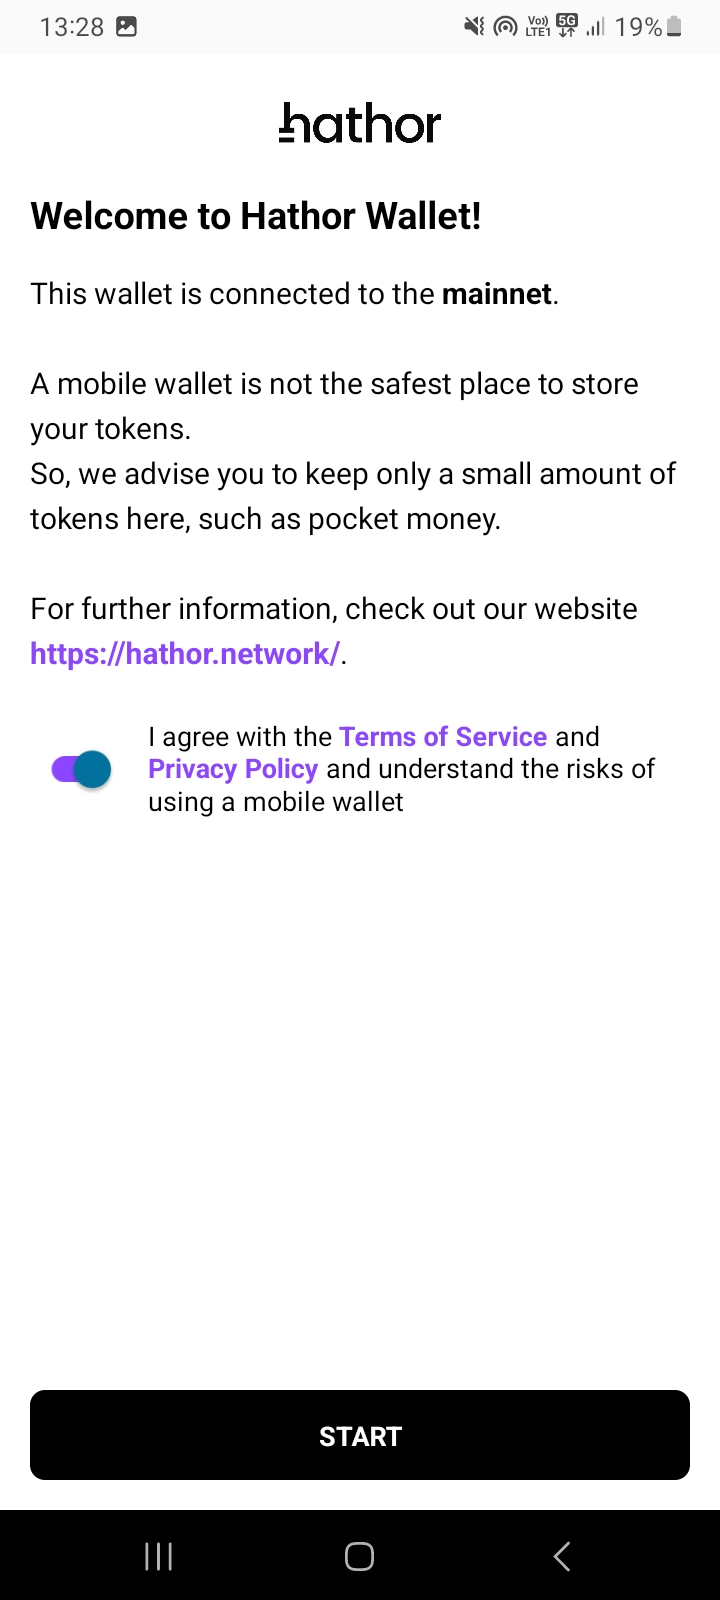 13:28
Vo))
LTE1
5G
19%
hathor
Welcome to Hathor Wallet!
This wallet is connected to the mainnet.
A mobile wallet is not the safest place to store
your tokens.
So, we advise you to keep only a small amount of
tokens here, such as pocket money.
For further information, check out our website
https://hathor.network/.
I agree with the Terms of Service and
Privacy Policy and understand the risks of
using a mobile wallet
START